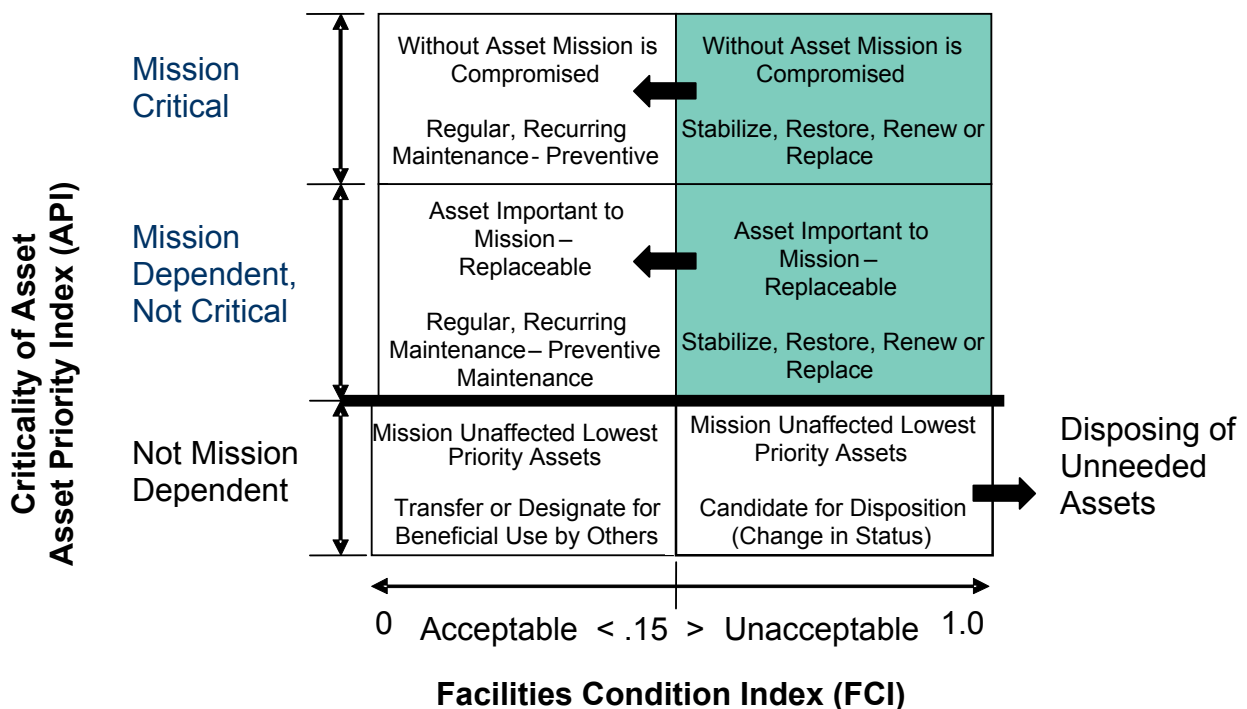 Criticality of Asset
Asset Priority Index (API)
Mission
Critical
Without Asset Mission is
Compromised
Regular, Recurring
Maintenance - Preventive
Without Asset Mission is
Compromised
Stabilize, Restore, Renew or
Replace
Mission
Dependent,
Not Critical
Asset Important to
Mission –
Replaceable
Regular, Recurring
Maintenance – Preventive
Maintenance
Asset Important to
Mission –
Replaceable
Stabilize, Restore, Renew or
Replace
Not Mission
Dependent
Mission Unaffected Lowest
Priority Assets
Transfer or Designate for
Beneficial Use by Others
Mission Unaffected Lowest
Priority Assets
Candidate for Disposition
(Change in Status)
Disposing of
Unneeded
Assets
0 Acceptable < .15 > Unacceptable 1.0
Facilities Condition Index (FCI)